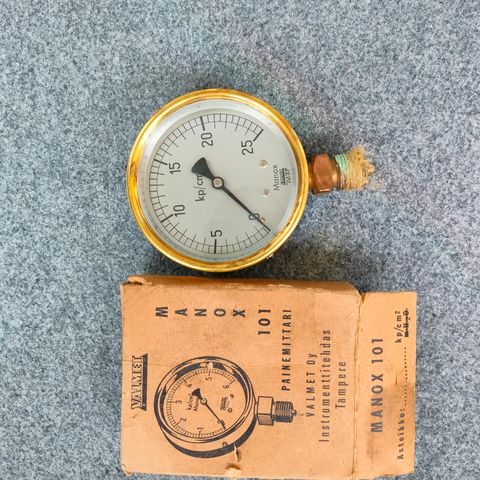 0
5
10
15
20
25
kp/cm²
Manox
VALMET
MANOX
101
PAINEMITTARI
VALMET Oy
Instrumenttitehdas
Tampere
MANOX 101
Asteikko: kp/cm²